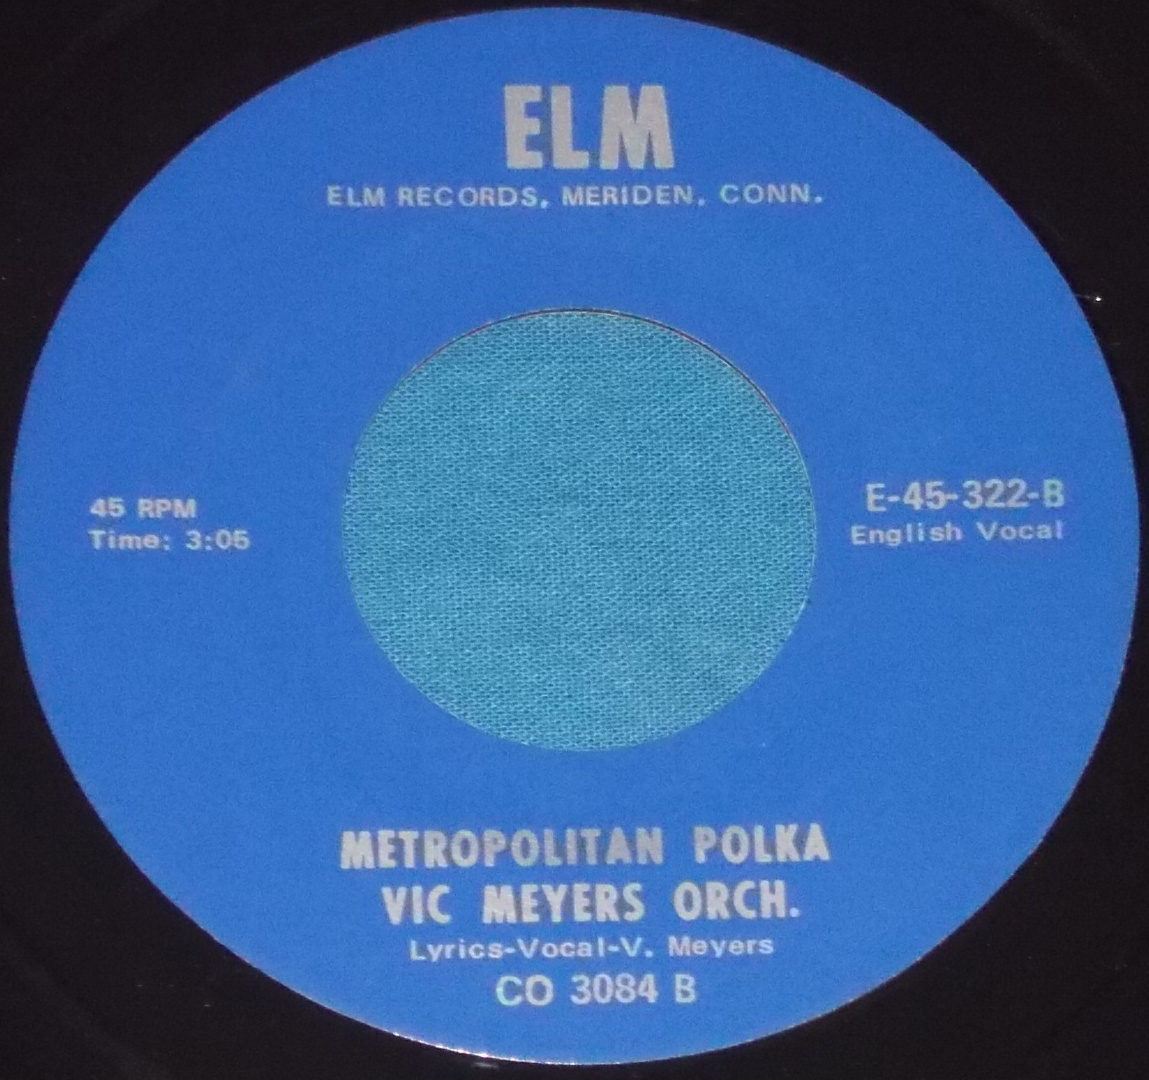 ELM
ELM RECORDS, MERIDEN, CONN.
45 RPM
Time: 3:05
E-45-322-B
English Vocal
METROPOLITAN POLKA
VIC MEYERS ORCH.
Lyrics-Vocal-V. Meyers
CO 3084 B